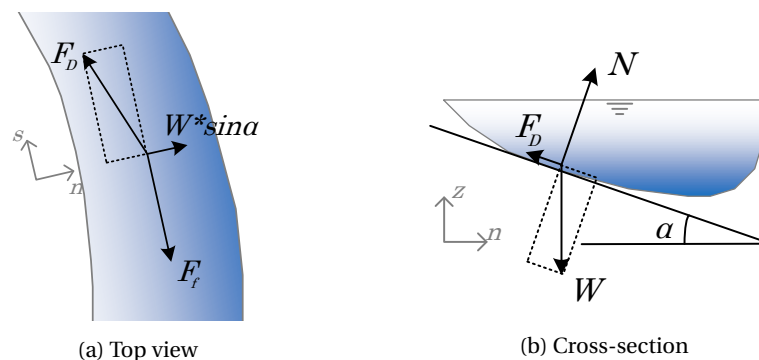 F_D
W*sinα
s
n
F_f
(a) Top view
N
F_D
z
n
α
W
(b) Cross-section